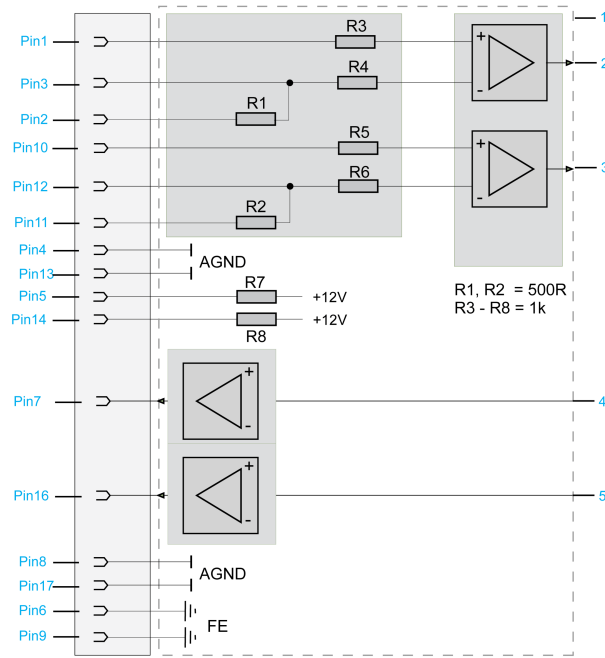 1
R3
Pin1
+
2
R4
Pin3
-
R1
Pin2
R5
+
Pin10
3
R6
Pin12
-
R2
Pin11
Pin4
AGND
Pin13
R7
R1, R2 = 500R
Pin5
+12V
R3 - R8 = 1k
Pin14
+12V
R8
+
Pin7
4
-
+
Pin16
5
-
Pin8
AGND
Pin17
Pin6
FE
Pin9